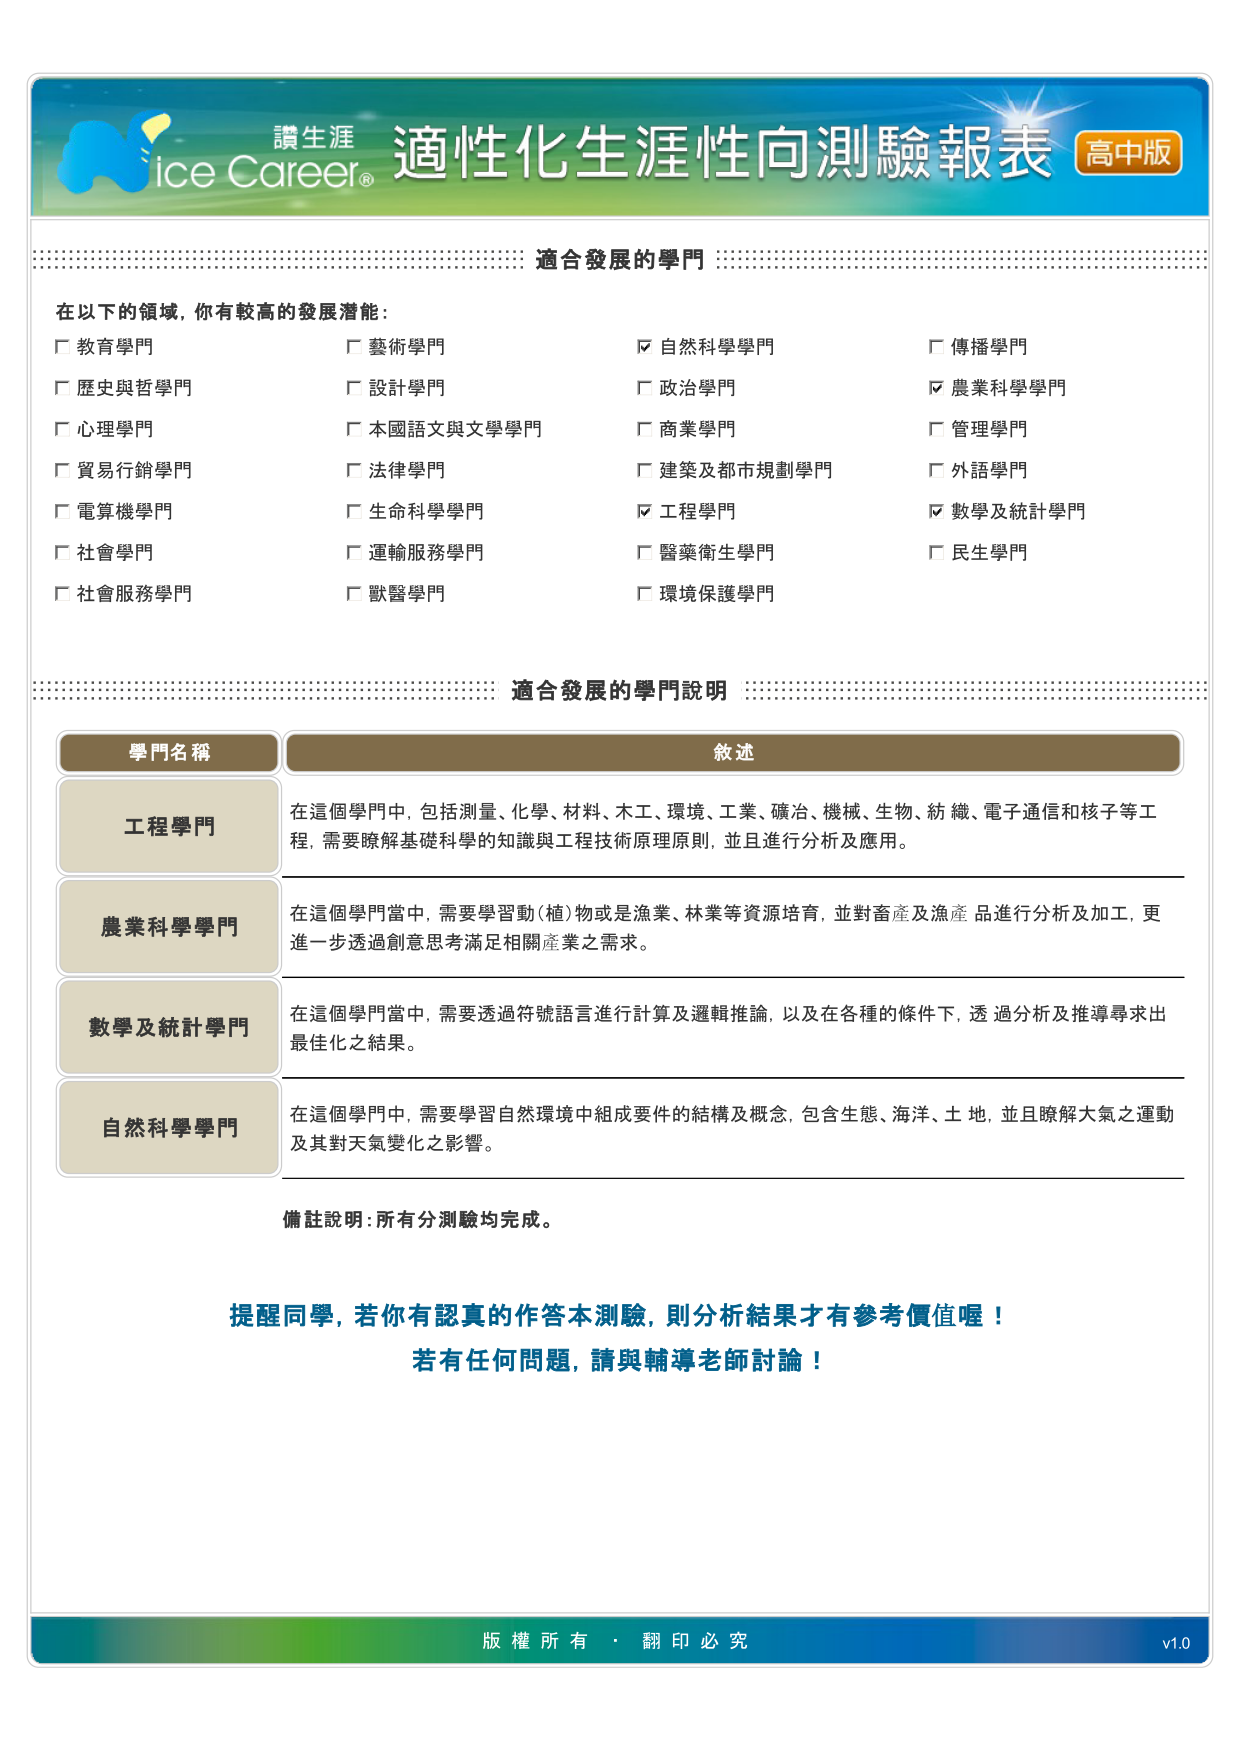 讚生涯
Nice Career®
適性化生涯性向測驗報表
高中版
適合發展的學門
在以下的領域, 你有較高的發展潛能:
教育學門 藝術學門 自然科學學門 傳播學門
歷史與哲學門 設計學門 政治學門 農業科學學門
心理學門 本國語文與文學學門 商業學門 管理學門
貿易行銷學門 法律學門 建築及都市規劃學門 外語學門
電算機學門 生命科學學門 工程學門 數學及統計學門
社會學門 運輸服務學門 醫藥衛生學門 民生學門
社會服務學門 獸醫學門 環境保護學門
適合發展的學門說明
學門名稱 敘述
工程學門
在這個學門中, 包括測量、化學、材料、木工、環境、工業、礦冶、機械、生物、紡 織、電子通信和核子等工
程, 需要瞭解基礎科學的知識與工程技術原理原則, 並且進行分析及應用。
農業科學學門
在這個學門當中, 需要學習動(植)物或是漁業、林業等資源培育, 並對畜產及漁產 品進行分析及加工, 更
進一步透過創意思考滿足相關產業之需求。
數學及統計學門
在這個學門當中, 需要透過符號語言進行計算及邏輯推論, 以及在各種的條件下, 透 過分析及推導尋求出
最佳化之結果。
自然科學學門
在這個學門中, 需要學習自然環境中組成要件的結構及概念, 包含生態、海洋、土 地, 並且瞭解大氣之運動
及其對天氣變化之影響。
備註說明:所有分測驗均完成。
提醒同學, 若你有認真的作答本測驗, 則分析結果才有參考價值喔!
若有任何問題, 請與輔導老師討論!
版權所有 · 翻印必究
v1.0